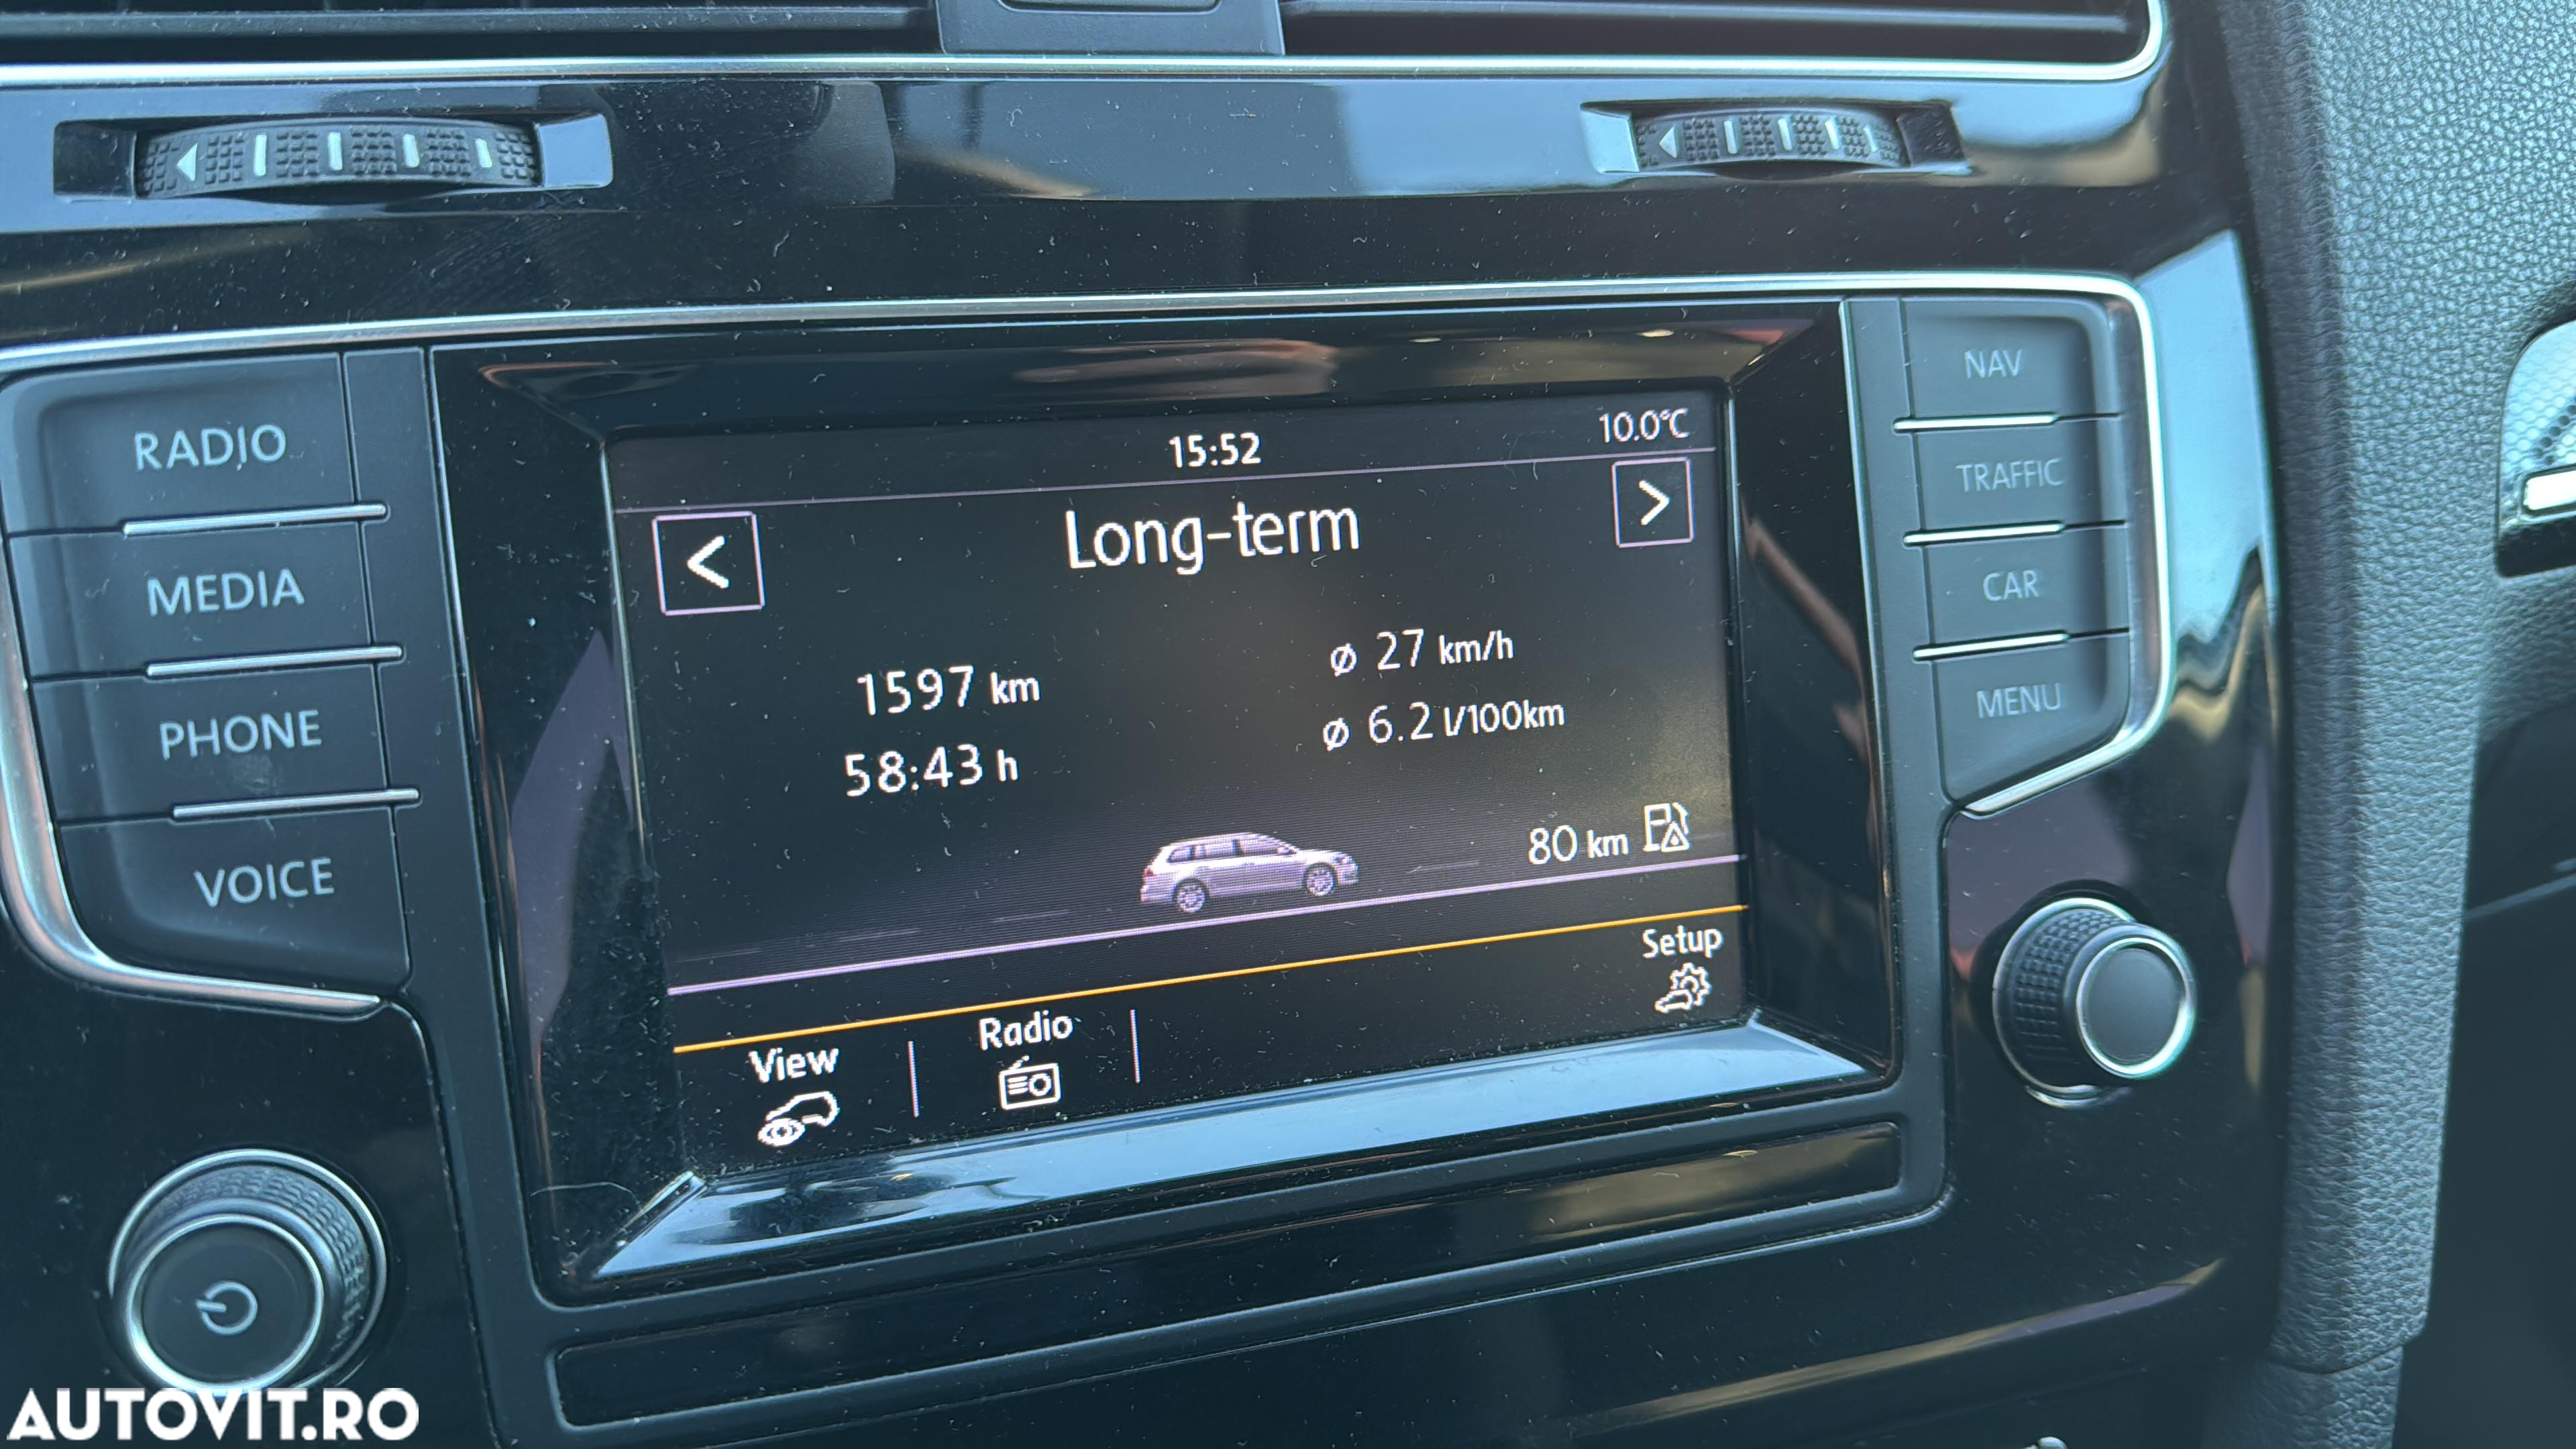 RADIO
MEDIA
PHONE
VOICE
15:52
10.0°C
<
Long-term
>
1597 km
58:43 h
ø 27 km/h
ø 6.2 l/100km
80 km
Setup
View
Radio
NAV
TRAFFIC
CAR
MENU
AUTOVIT.RO